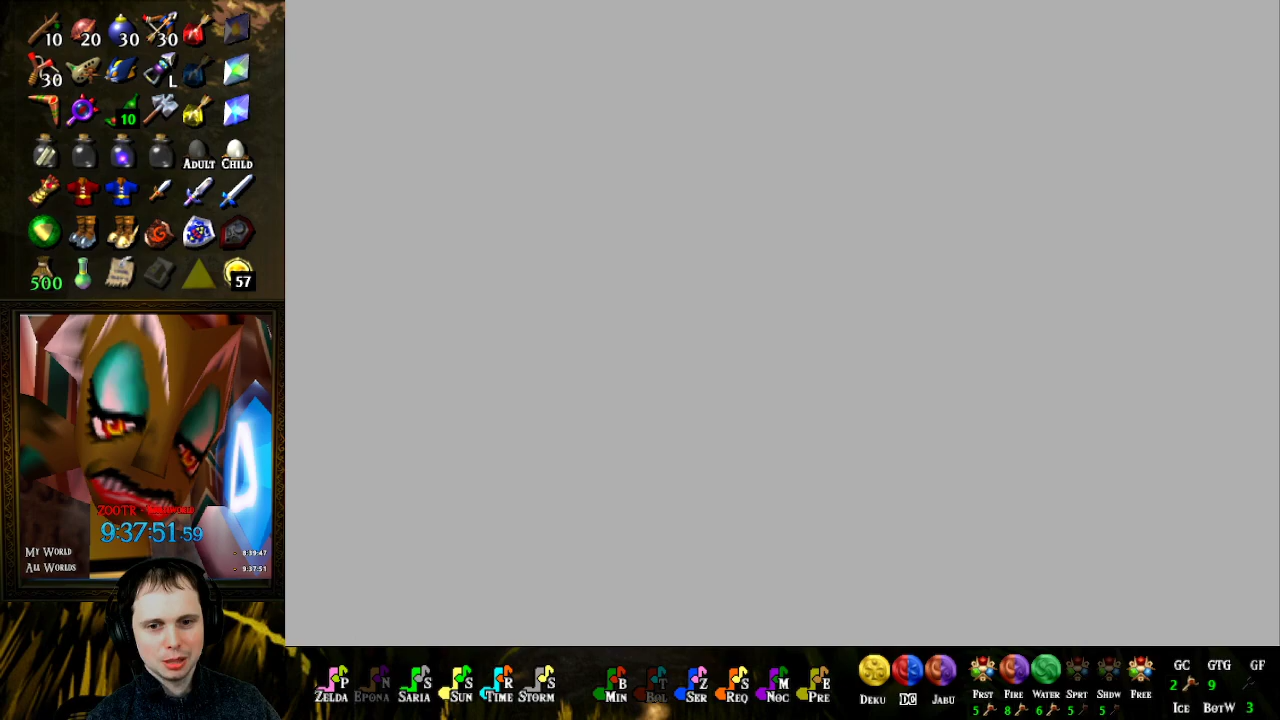 10 20 30 30
30 L
10
ADULT CHILD
500 57
ZOOTR - MULTIWORLD
9:37:51.59
MY WORLD - 8:39:47
ALL WORLDS - 9:37:51
P N S S R S
ZELDA EPONA SARIA SUN TIME STORM
B T Z S M E
MIN BOL SER REQ NOC PRE
DEKU DC JABU
FRST FIRE WATER SPRT SHDW FREE
5 8 6 5 5
GC GTG GF
2 9
ICE BOTW 3